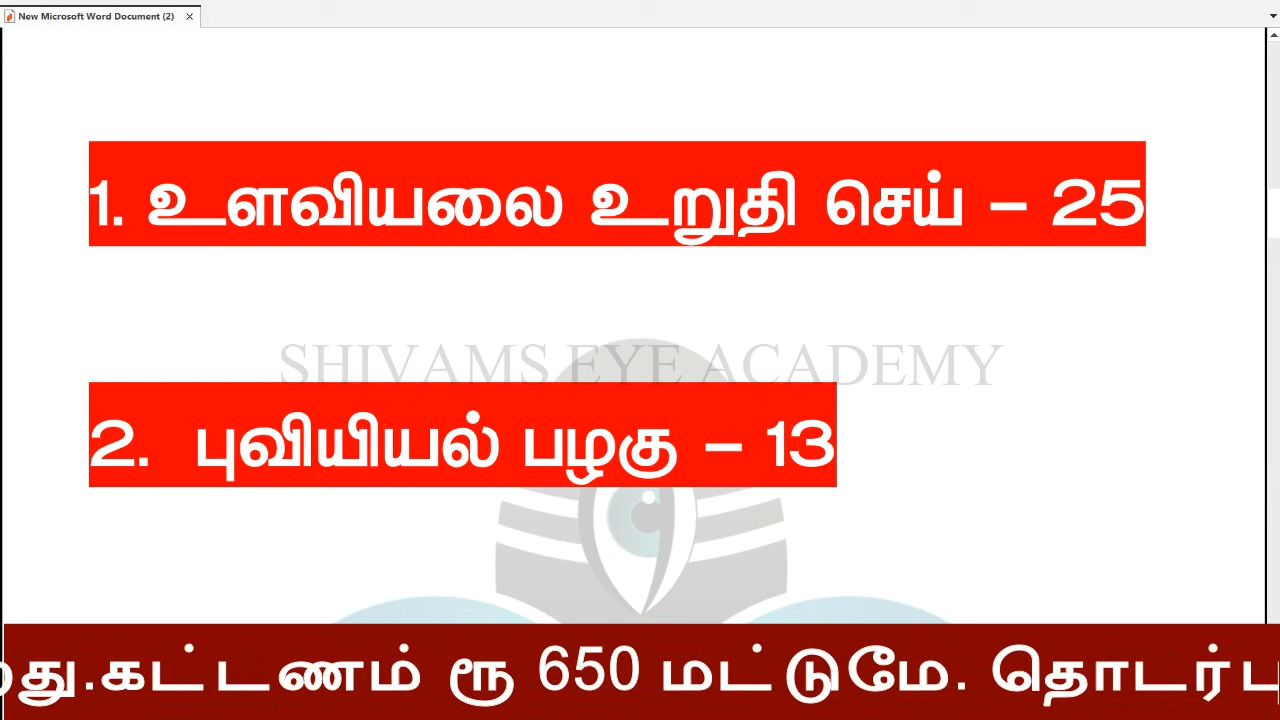 New Microsoft Word Document (2)
1. உளவியலை உறுதி செய் – 25
SHIVAMS EYE ACADEMY
2. புவியியல் பழகு – 13
கட்டணம் ரூ 650 மட்டுமே.